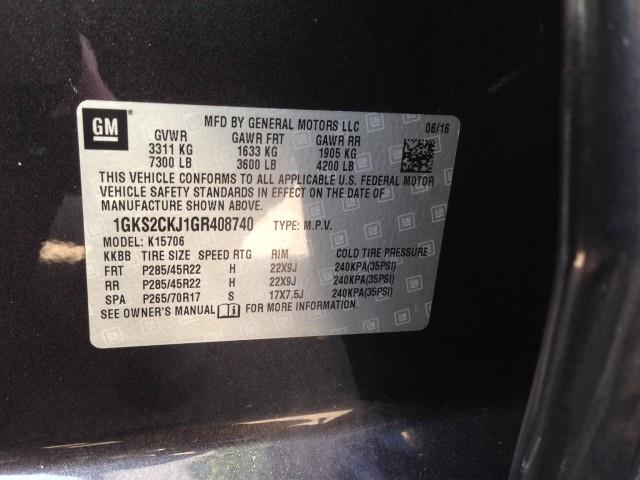 GM
MFD BY GENERAL MOTORS LLC 06/16
GVWR GAWR FRT GAWR RR
3311 KG 1633 KG 1905 KG
7300 LB 3600 LB 4200 LB
THIS VEHICLE CONFORMS TO ALL APPLICABLE U.S. FEDERAL MOTOR
VEHICLE SAFETY STANDARDS IN EFFECT ON THE DATE OF
MANUFACTURE SHOWN ABOVE.
1GKS2CKJ1GR408740 TYPE: M.P.V.
MODEL: K15706
KKBB TIRE SIZE SPEED RTG RIM COLD TIRE PRESSURE
FRT P285/45R22 H 22X9J 240KPA(35PSI)
RR P285/45R22 H 22X9J 240KPA(35PSI)
SPA P265/70R17 S 17X7.5J 240KPA(35PSI)
SEE OWNER'S MANUAL FOR MORE INFORMATION.